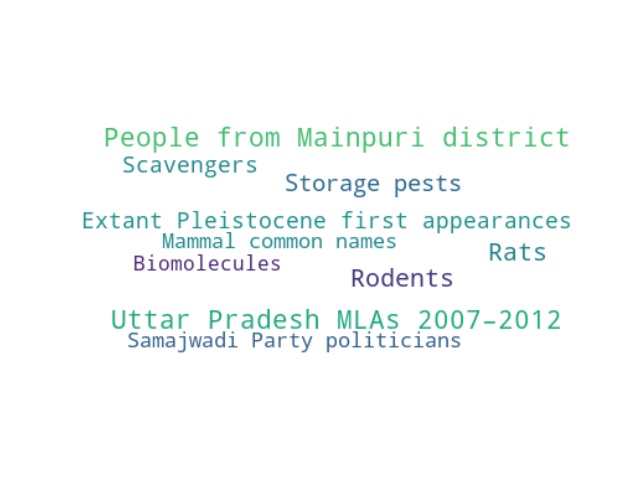 People from Mainpuri district
Scavengers
Storage pests
Extant Pleistocene first appearances
Mammal common names
Rats
Biomolecules
Rodents
Uttar Pradesh MLAs 2007–2012
Samajwadi Party politicians